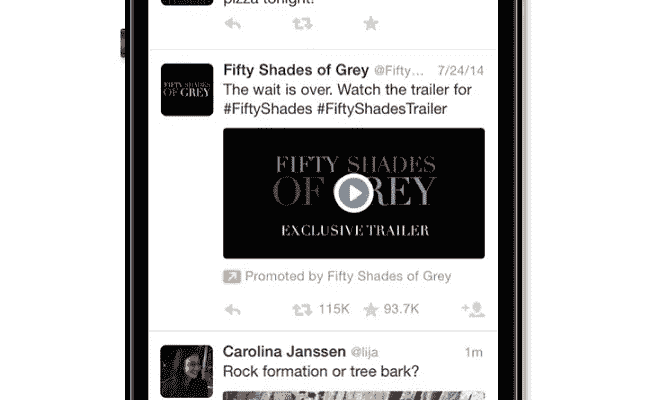 pizza tonight!
Fifty Shades of Grey @Fifty... 7/24/14
FIFTY SHADES
OF GREY
The wait is over. Watch the trailer for
#FiftyShades #FiftyShadesTrailer
FIFTY SHADES
OF GREY
EXCLUSIVE TRAILER
Promoted by Fifty Shades of Grey
115K 93.7K
Carolina Janssen @lija 1m
Rock formation or tree bark?